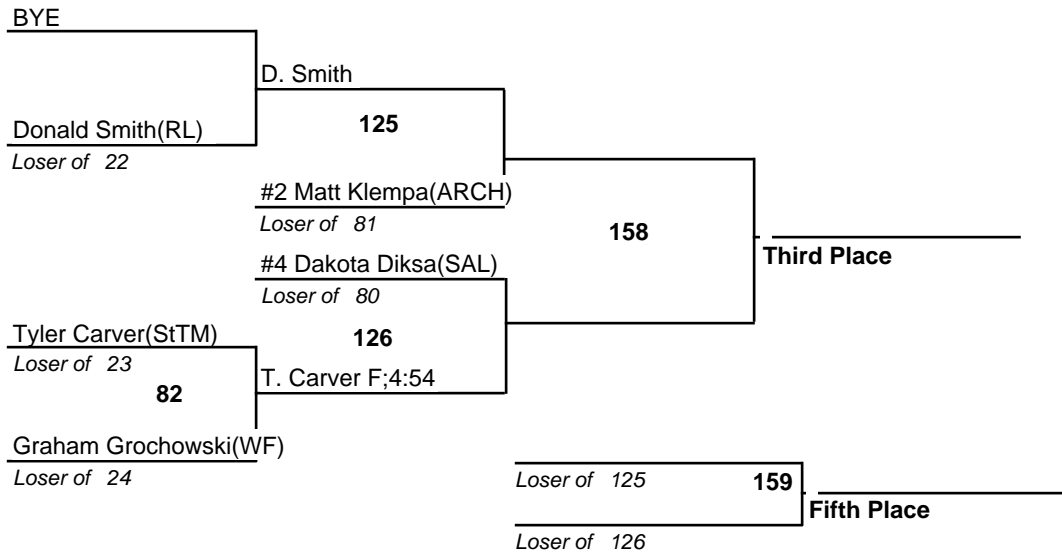 BYE
D. Smith
125
Donald Smith(RL)
Loser of 22
#2 Matt Klempa(ARCH)
Loser of 81
158
Third Place
#4 Dakota Diksa(SAL)
Loser of 80
Tyler Carver(StTM)
126
Loser of 23
T. Carver F;4:54
82
Graham Grochowski(WF)
Loser of 24
Loser of 125
159
Fifth Place
Loser of 126